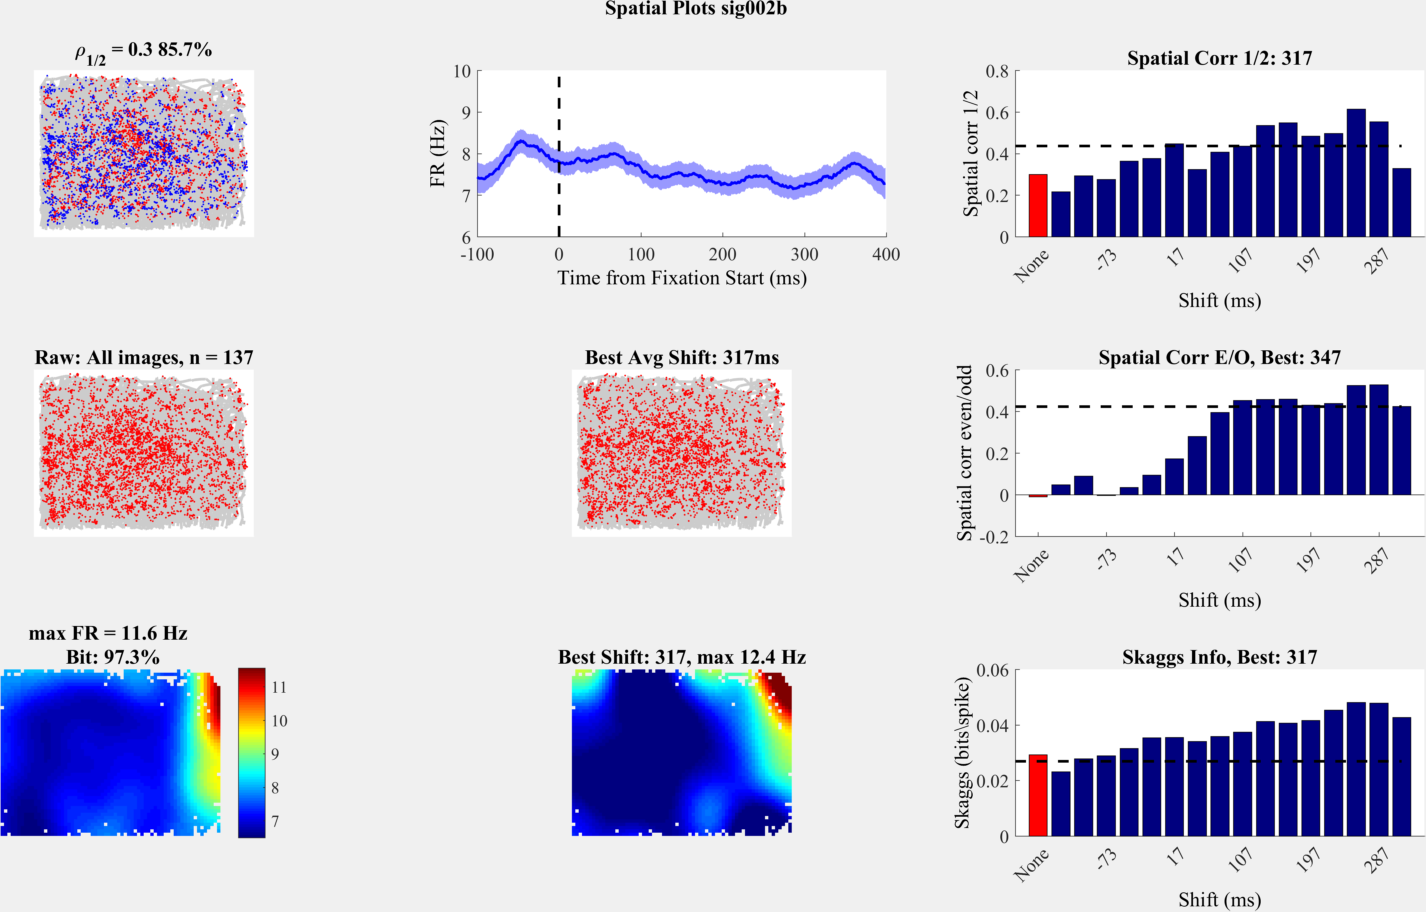 Spatial Plots sig002b
ρ1/2 = 0.3 85.7%
10
9
8
7
6
FR (Hz)
-100
0
100
200
300
400
Time from Fixation Start (ms)
Spatial Corr 1/2: 317
0.8
0.6
0.4
0.2
0
Spatial corr 1/2
None
-73
17
107
197
287
Shift (ms)
Raw: All images, n = 137
Best Avg Shift: 317ms
Spatial Corr E/O, Best: 347
0.6
0.4
0.2
0
-0.2
Spatial corr even/odd
None
-73
17
107
197
287
Shift (ms)
max FR = 11.6 Hz
Bit: 97.3%
11
10
9
8
7
Best Shift: 317, max 12.4 Hz
Skaggs Info, Best: 317
0.06
0.04
0.02
0
Skaggs (bits\spike)
None
-73
17
107
197
287
Shift (ms)